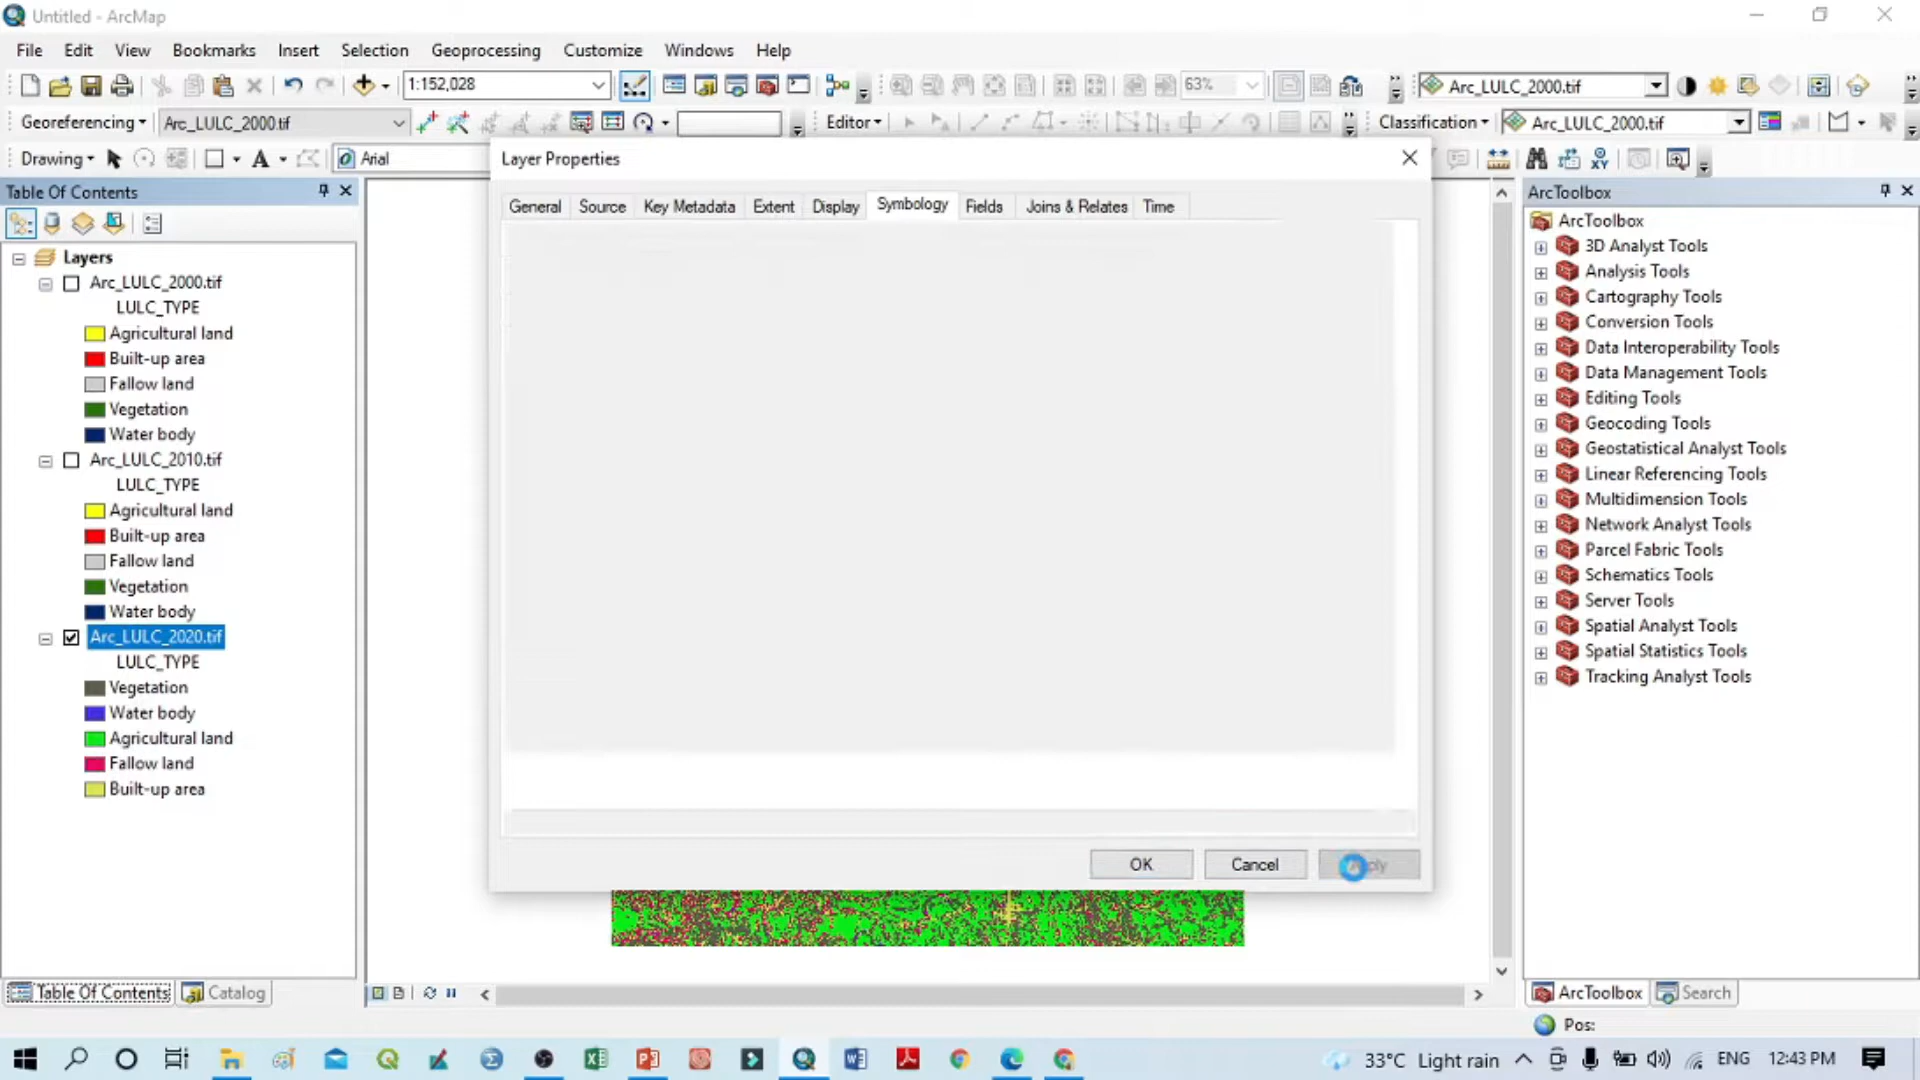 Untitled - ArcMap
File Edit View Bookmarks Insert Selection Geoprocessing Customize Windows Help
1:152,028 63% Arc_LULC_2000.tif
Georeferencing Arc_LULC_2000.tif Editor Classification Arc_LULC_2000.tif
Drawing A Arial
Layer Properties
Table Of Contents
ArcToolbox
General Source Key Metadata Extent Display Symbology Fields Joins & Relates Time
Layers
Arc_LULC_2000.tif
LULC_TYPE
Agricultural land
Built-up area
Fallow land
Vegetation
Water body
Arc_LULC_2010.tif
LULC_TYPE
Agricultural land
Built-up area
Fallow land
Vegetation
Water body
Arc_LULC_2020.tif
LULC_TYPE
Vegetation
Water body
Agricultural land
Fallow land
Built-up area
OK Cancel
ArcToolbox
3D Analyst Tools
Analysis Tools
Cartography Tools
Conversion Tools
Data Interoperability Tools
Data Management Tools
Editing Tools
Geocoding Tools
Geostatistical Analyst Tools
Linear Referencing Tools
Multidimension Tools
Network Analyst Tools
Parcel Fabric Tools
Schematics Tools
Server Tools
Spatial Analyst Tools
Spatial Statistics Tools
Tracking Analyst Tools
Table Of Contents Catalog
ArcToolbox Search
Pos:
33°C Light rain ENG 12:43 PM